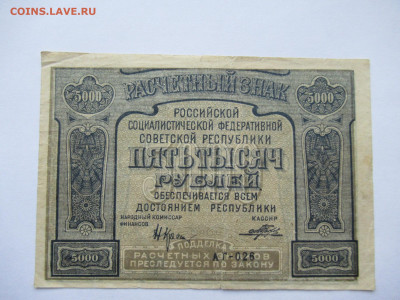 COINS.LAVE.RU
РАСЧЕТНЫЙ ЗНАК
5000 5000
РОССИЙСКОЙ
СОЦИАЛИСТИЧЕСКОЙ ФЕДЕРАТИВНОЙ
СОВЕТСКОЙ РЕСПУБЛИКИ
ПЯТЬТЫСЯЧ
РУБЛЕЙ
ОБЕСПЕЧИВАЕТСЯ ВСЕМ
ДОСТОЯНИЕМ РЕСПУБЛИКИ
НАРОДНЫЙ КОМИССАР
ФИНАНСОВ.
КАССИР
ПОДДЕЛКА
РАСЧЕТНЫХ ЗНАКОВ
ПРЕСЛЕДУЕТСЯ ПО ЗАКОНУ
5000 5000